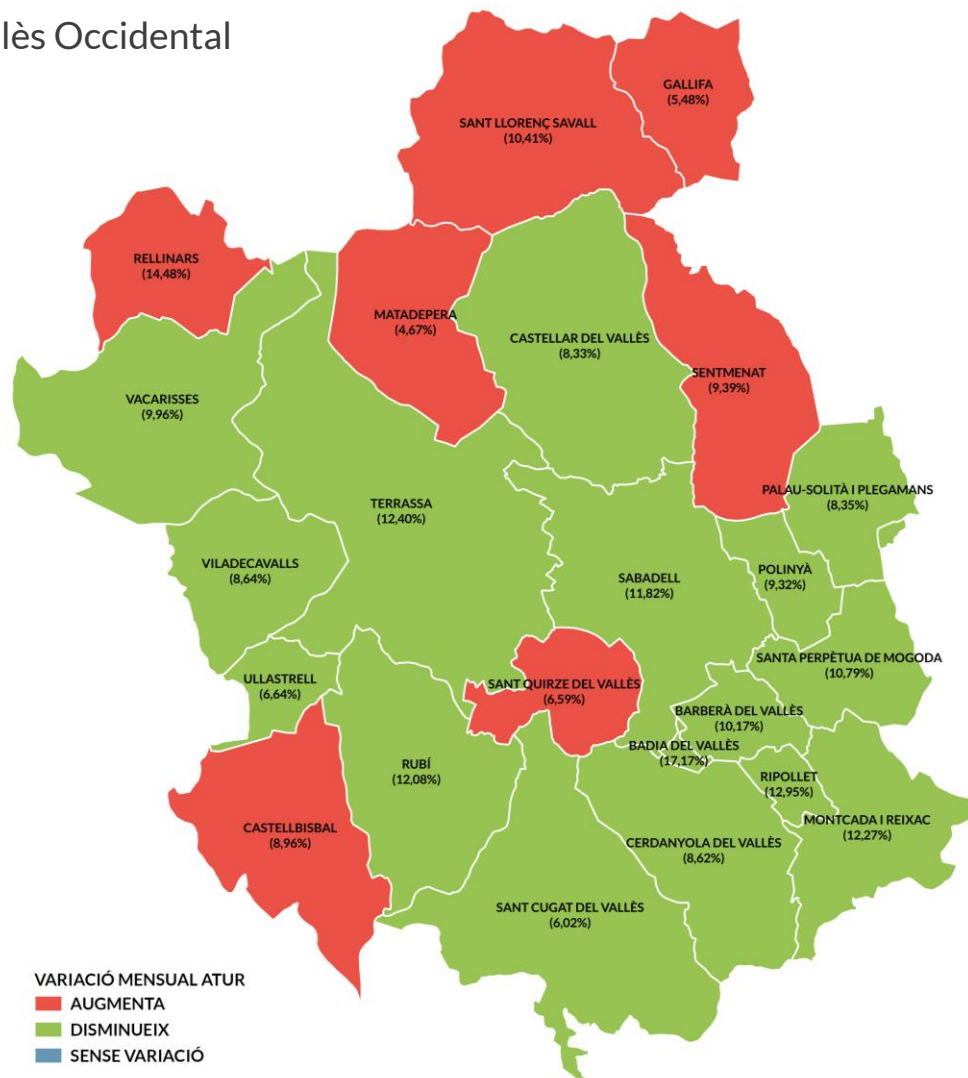 lès Occidental
GALLIFA
(5,48%)
SANT LLORENÇ SAVALL
(10,41%)
RELLINARS
(14,48%)
MATADEPERA
(4,67%)
CASTELLAR DEL VALLÈS
(8,33%)
SENTMENAT
(9,39%)
VACARISSES
(9,96%)
PALAU-SOLITÀ I PLEGAMANS
(8,35%)
TERRASSA
(12,40%)
VILADECAVALLS
(8,64%)
POLINYÀ
(9,32%)
SABADELL
(11,82%)
SANTA PERPÈTUA DE MOGODA
(10,79%)
ULLASTRELL
(6,64%)
SANT QUIRZE DEL VALLÈS
(6,59%)
BARBERÀ DEL VALLÈS
(10,17%)
BADIA DEL VALLÈS
(17,17%)
RUBÍ
(12,08%)
RIPOLLET
(12,95%)
MONTCADA I REIXAC
(12,27%)
CASTELLBISBAL
(8,96%)
CERDANYOLA DEL VALLÈS
(8,62%)
SANT CUGAT DEL VALLÈS
(6,02%)
VARIACIÓ MENSUAL ATUR
AUGMENTA
DISMINUEIX
SENSE VARIACIÓ